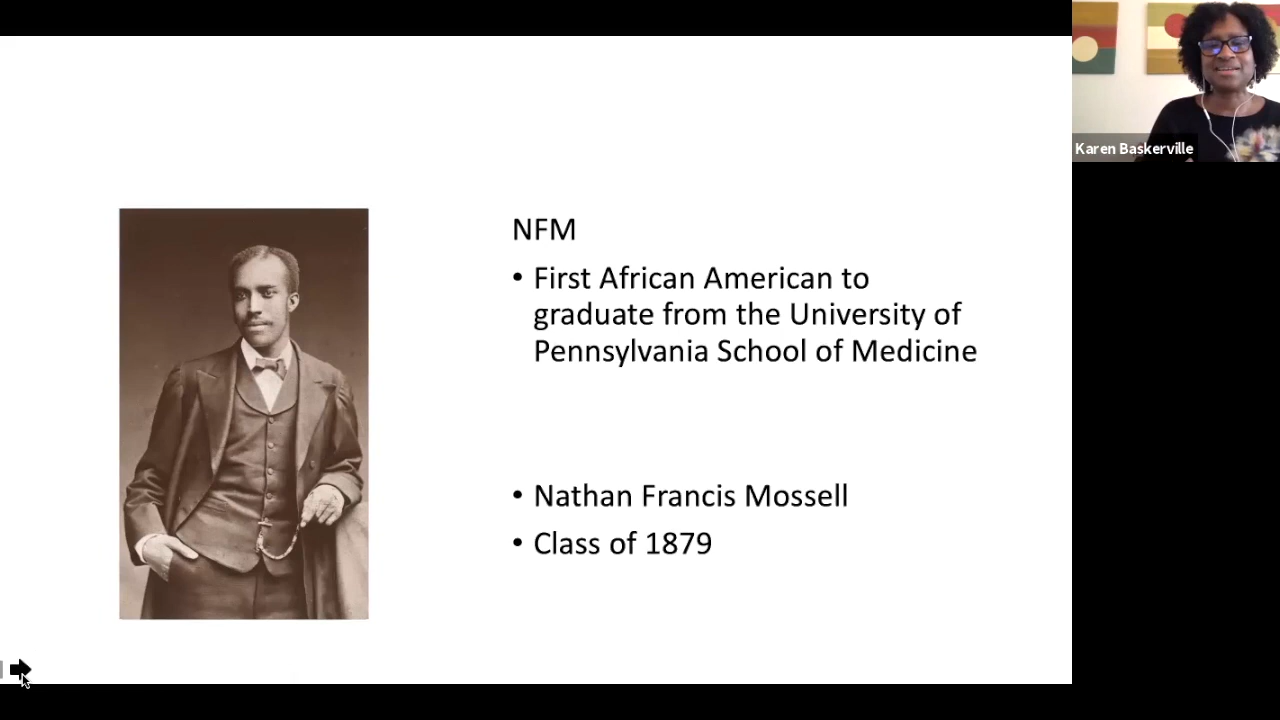 NFM
• First African American to
graduate from the University of
Pennsylvania School of Medicine
• Nathan Francis Mossell
• Class of 1879
Karen Baskerville